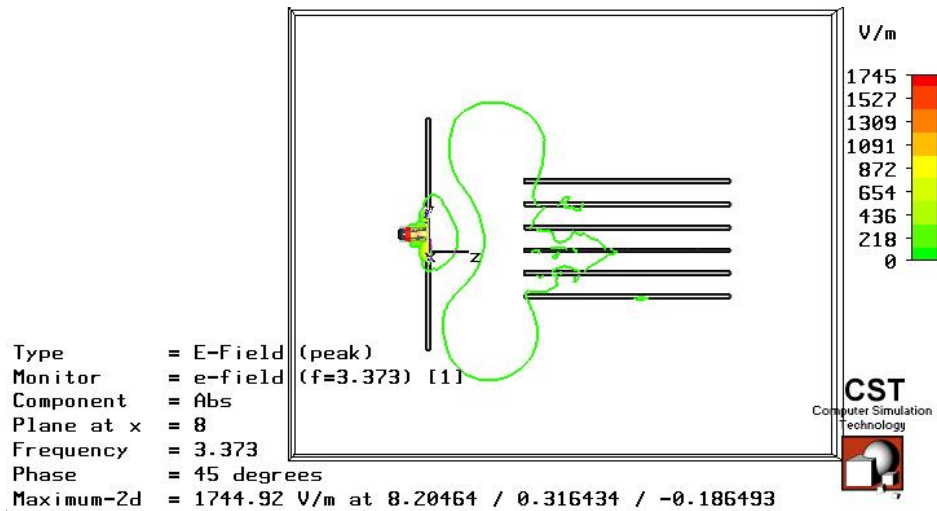 V/m
1745
1527
1309
1091
872
654
436
218
0
z
Type = E-Field (peak)
Monitor = e-field (f=3.373) [1]
Component = Abs
Plane at x = 8
Frequency = 3.373
Phase = 45 degrees
Maximum-2d = 1744.92 V/m at 8.20464 / 0.316434 / -0.186493
CST
Computer Simulation
Technology